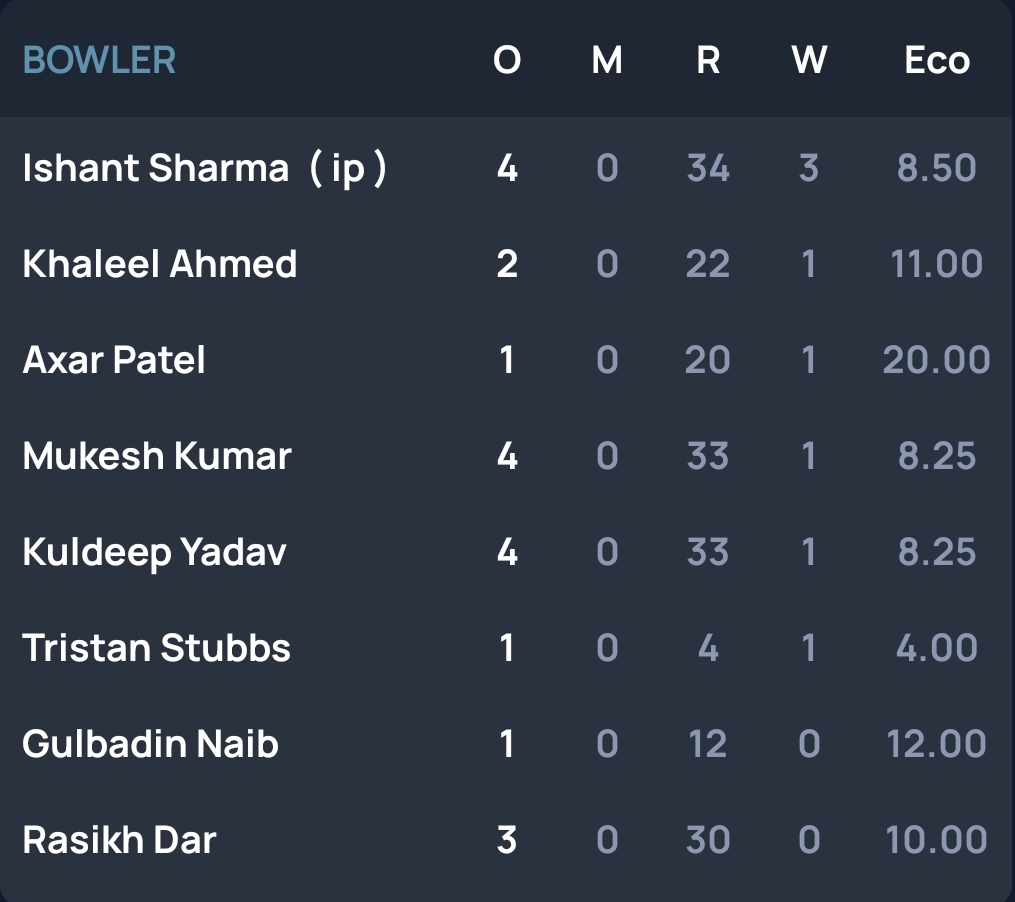 BOWLER O M R W Eco
Ishant Sharma ( ip ) 4 0 34 3 8.50
Khaleel Ahmed 2 0 22 1 11.00
Axar Patel 1 0 20 1 20.00
Mukesh Kumar 4 0 33 1 8.25
Kuldeep Yadav 4 0 33 1 8.25
Tristan Stubbs 1 0 4 1 4.00
Gulbadin Naib 1 0 12 0 12.00
Rasikh Dar 3 0 30 0 10.00